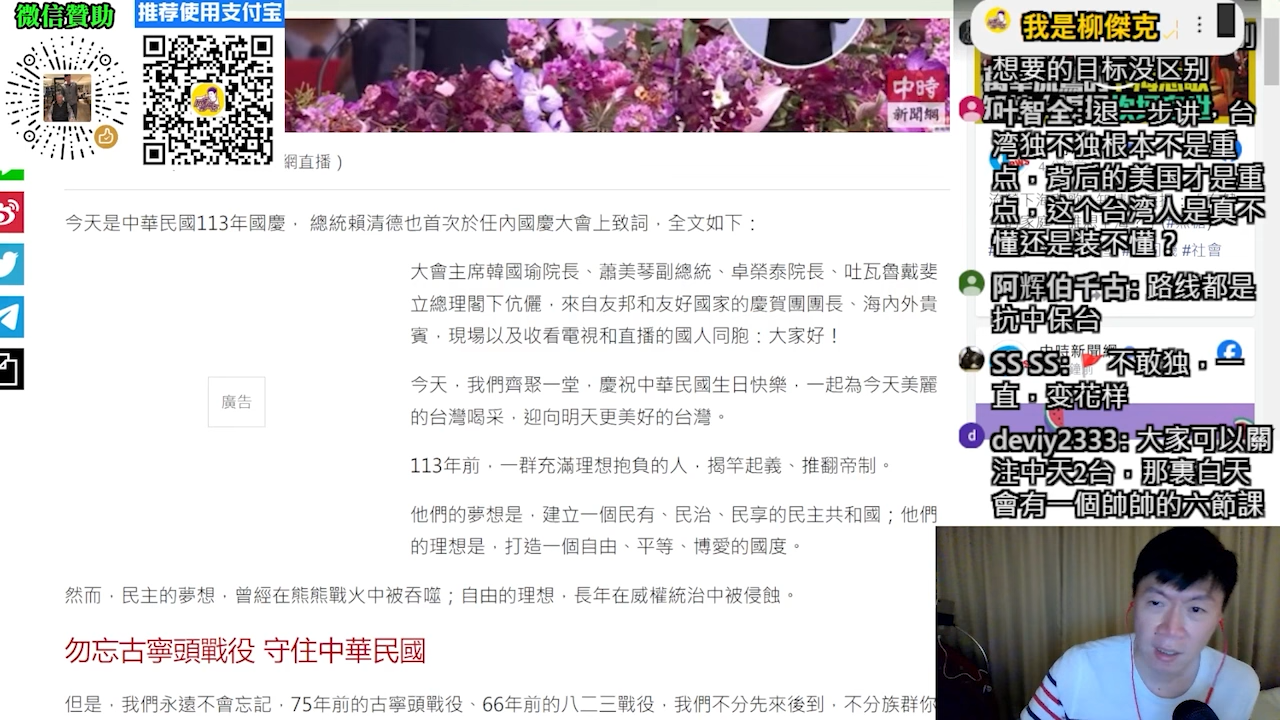 微信贊助
推荐使用支付宝
中時
新聞網
網直播)
今天是中華民國113年國慶， 總統賴清德也首次於任內國慶大會上致詞，全文如下：
大會主席韓國瑜院長、蕭美琴副總統、卓榮泰院長、吐瓦魯戴斐
立總理閣下伉儷，來自友邦和友好國家的慶賀團團長、海內外貴
賓，現場以及收看電視和直播的國人同胞：大家好！
廣告
今天，我們齊聚一堂，慶祝中華民國生日快樂，一起為今天美麗
的台灣喝采，迎向明天更美好的台灣。
113年前，一群充滿理想抱負的人，揭竿起義、推翻帝制。
他們的夢想是，建立一個民有、民治、民享的民主共和國；他們
的理想是，打造一個自由、平等、博愛的國度。
然而，民主的夢想，曾經在熊熊戰火中被吞噬；自由的理想，長年在威權統治中被侵蝕。
勿忘古寧頭戰役 守住中華民國
但是，我們永遠不會忘記，75年前的古寧頭戰役、66年前的八二三戰役，我們不分先來後到，不分族群你
我是柳傑克
想要的目标没区别
叶智全: 退一步讲，台
湾独不独根本不是重
点，背后的美国才是重
点，这个台湾人是真不
懂还是装不懂？
#社會
阿辉伯千古: 路线都是
抗中保台
中時新聞網
SS SS: 🚩不敢独，一
直，变花样
deviy2333: 大家可以關
注中天2台，那裏白天
會有一個帥帥的六節課